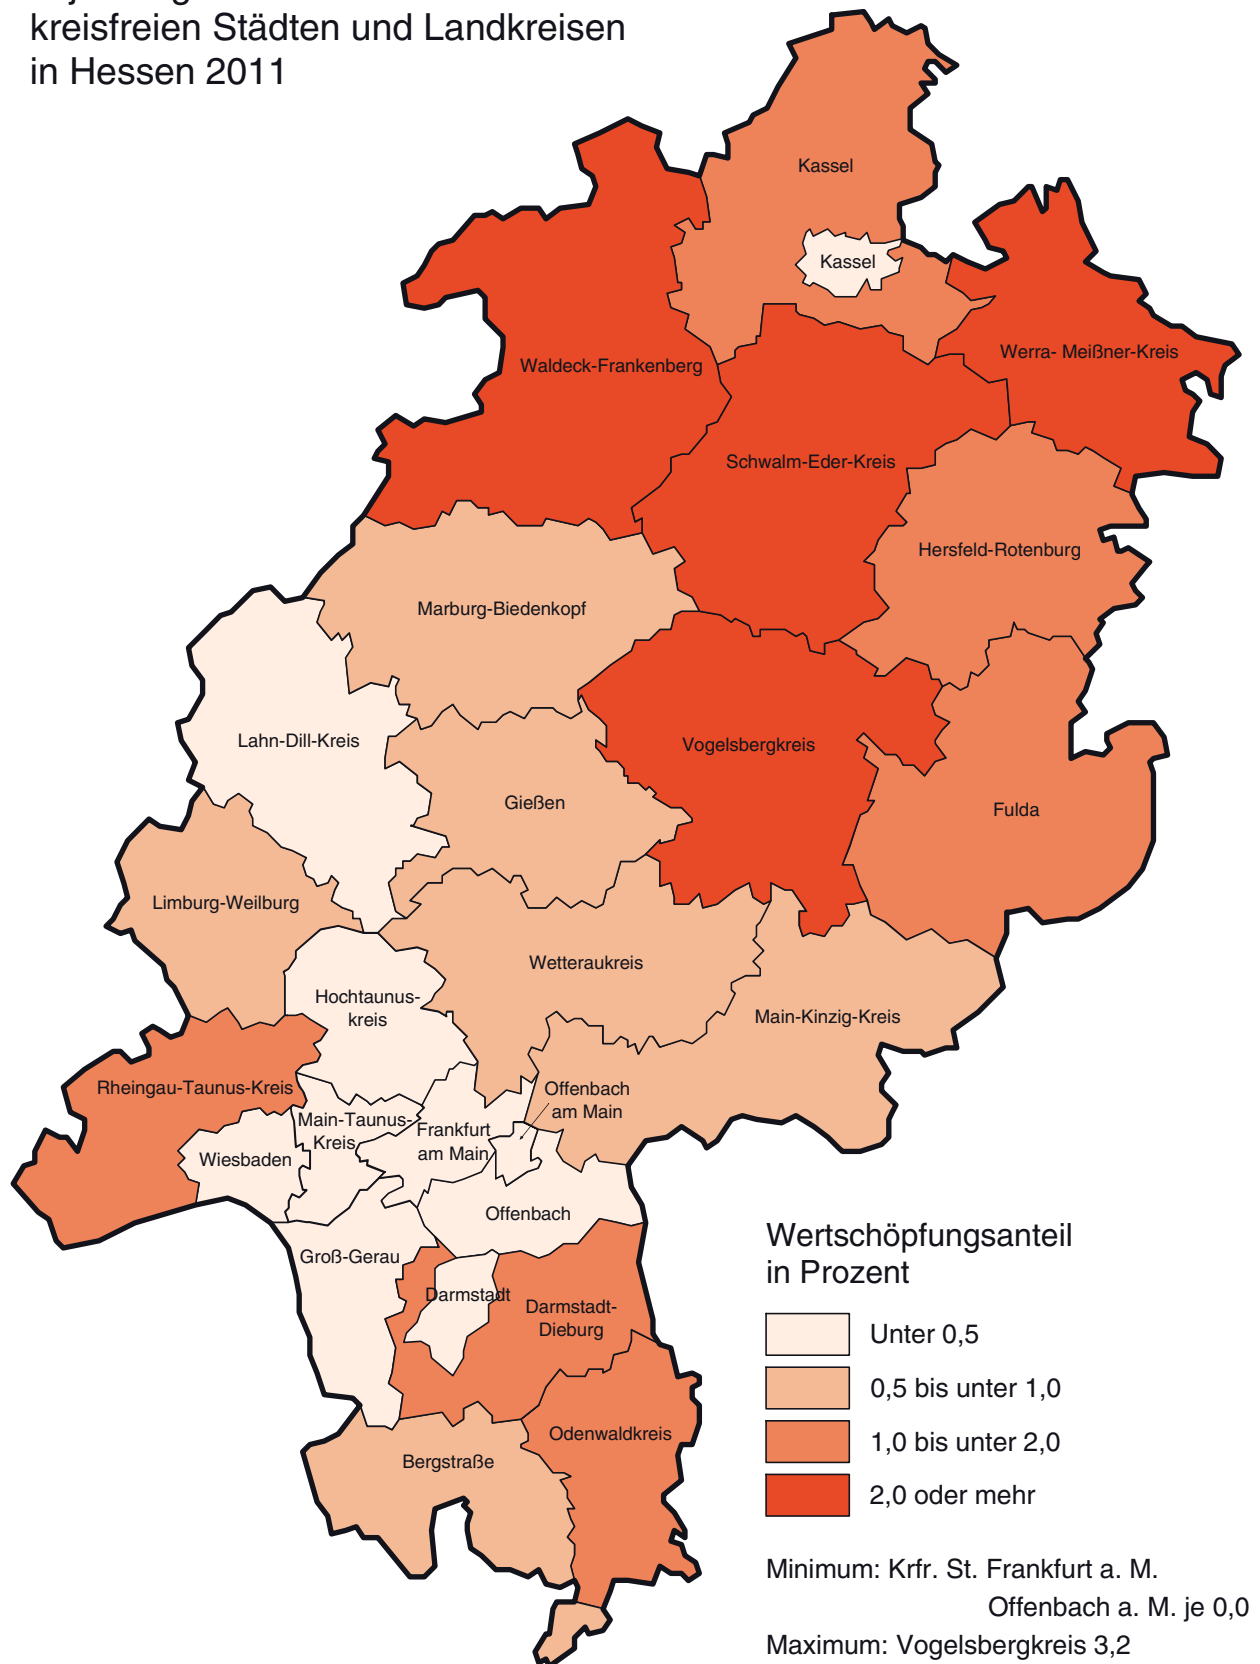 kreisfreien Städten und Landkreisen
in Hessen 2011
Kassel
Kassel
Waldeck-Frankenberg
Werra- Meißner-Kreis
Schwalm-Eder-Kreis
Hersfeld-Rotenburg
Marburg-Biedenkopf
Lahn-Dill-Kreis
Vogelsbergkreis
Gießen
Fulda
Limburg-Weilburg
Wetteraukreis
Hochtaunus-
kreis
Main-Kinzig-Kreis
Rheingau-Taunus-Kreis
Offenbach
am Main
Main-Taunus-
Kreis
Frankfurt
am Main
Wiesbaden
Offenbach
Groß-Gerau
Darmstadt
Darmstadt-
Dieburg
Odenwaldkreis
Bergstraße
Wertschöpfungsanteil
in Prozent
Unter 0,5
0,5 bis unter 1,0
1,0 bis unter 2,0
2,0 oder mehr
Minimum: Krfr. St. Frankfurt a. M.
Offenbach a. M. je 0,0
Maximum: Vogelsbergkreis 3,2